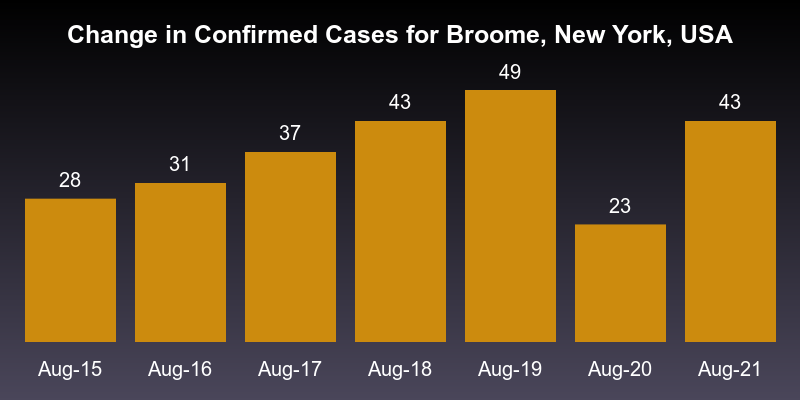 Change in Confirmed Cases for Broome, New York, USA
28
31
37
43
49
23
43
Aug-15
Aug-16
Aug-17
Aug-18
Aug-19
Aug-20
Aug-21